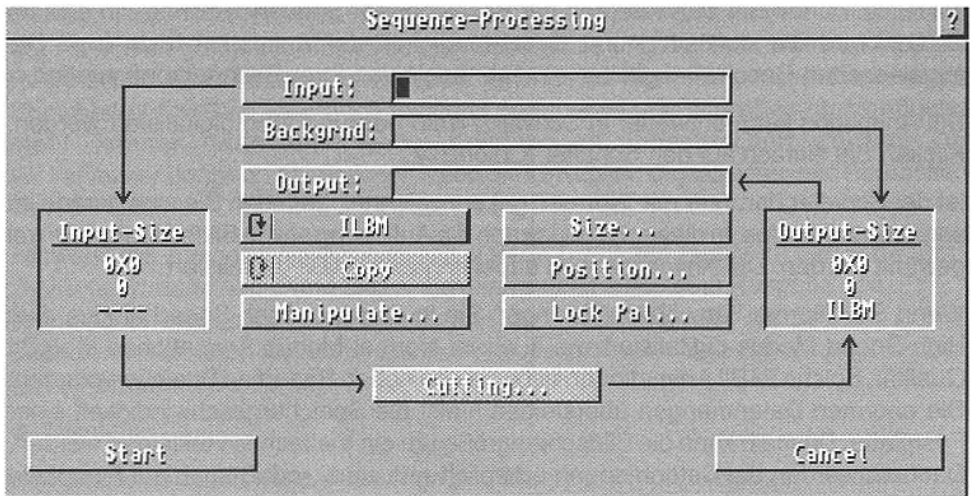 Sequence-Processing ?
Input:
Backgrnd:
Output:
Input-Size
0X0
0
----
ILBM
Copy
Manipulate...
Size...
Position...
Lock Pal...
Output-Size
0X0
0
ILBM
Cutting...
Start
Cancel